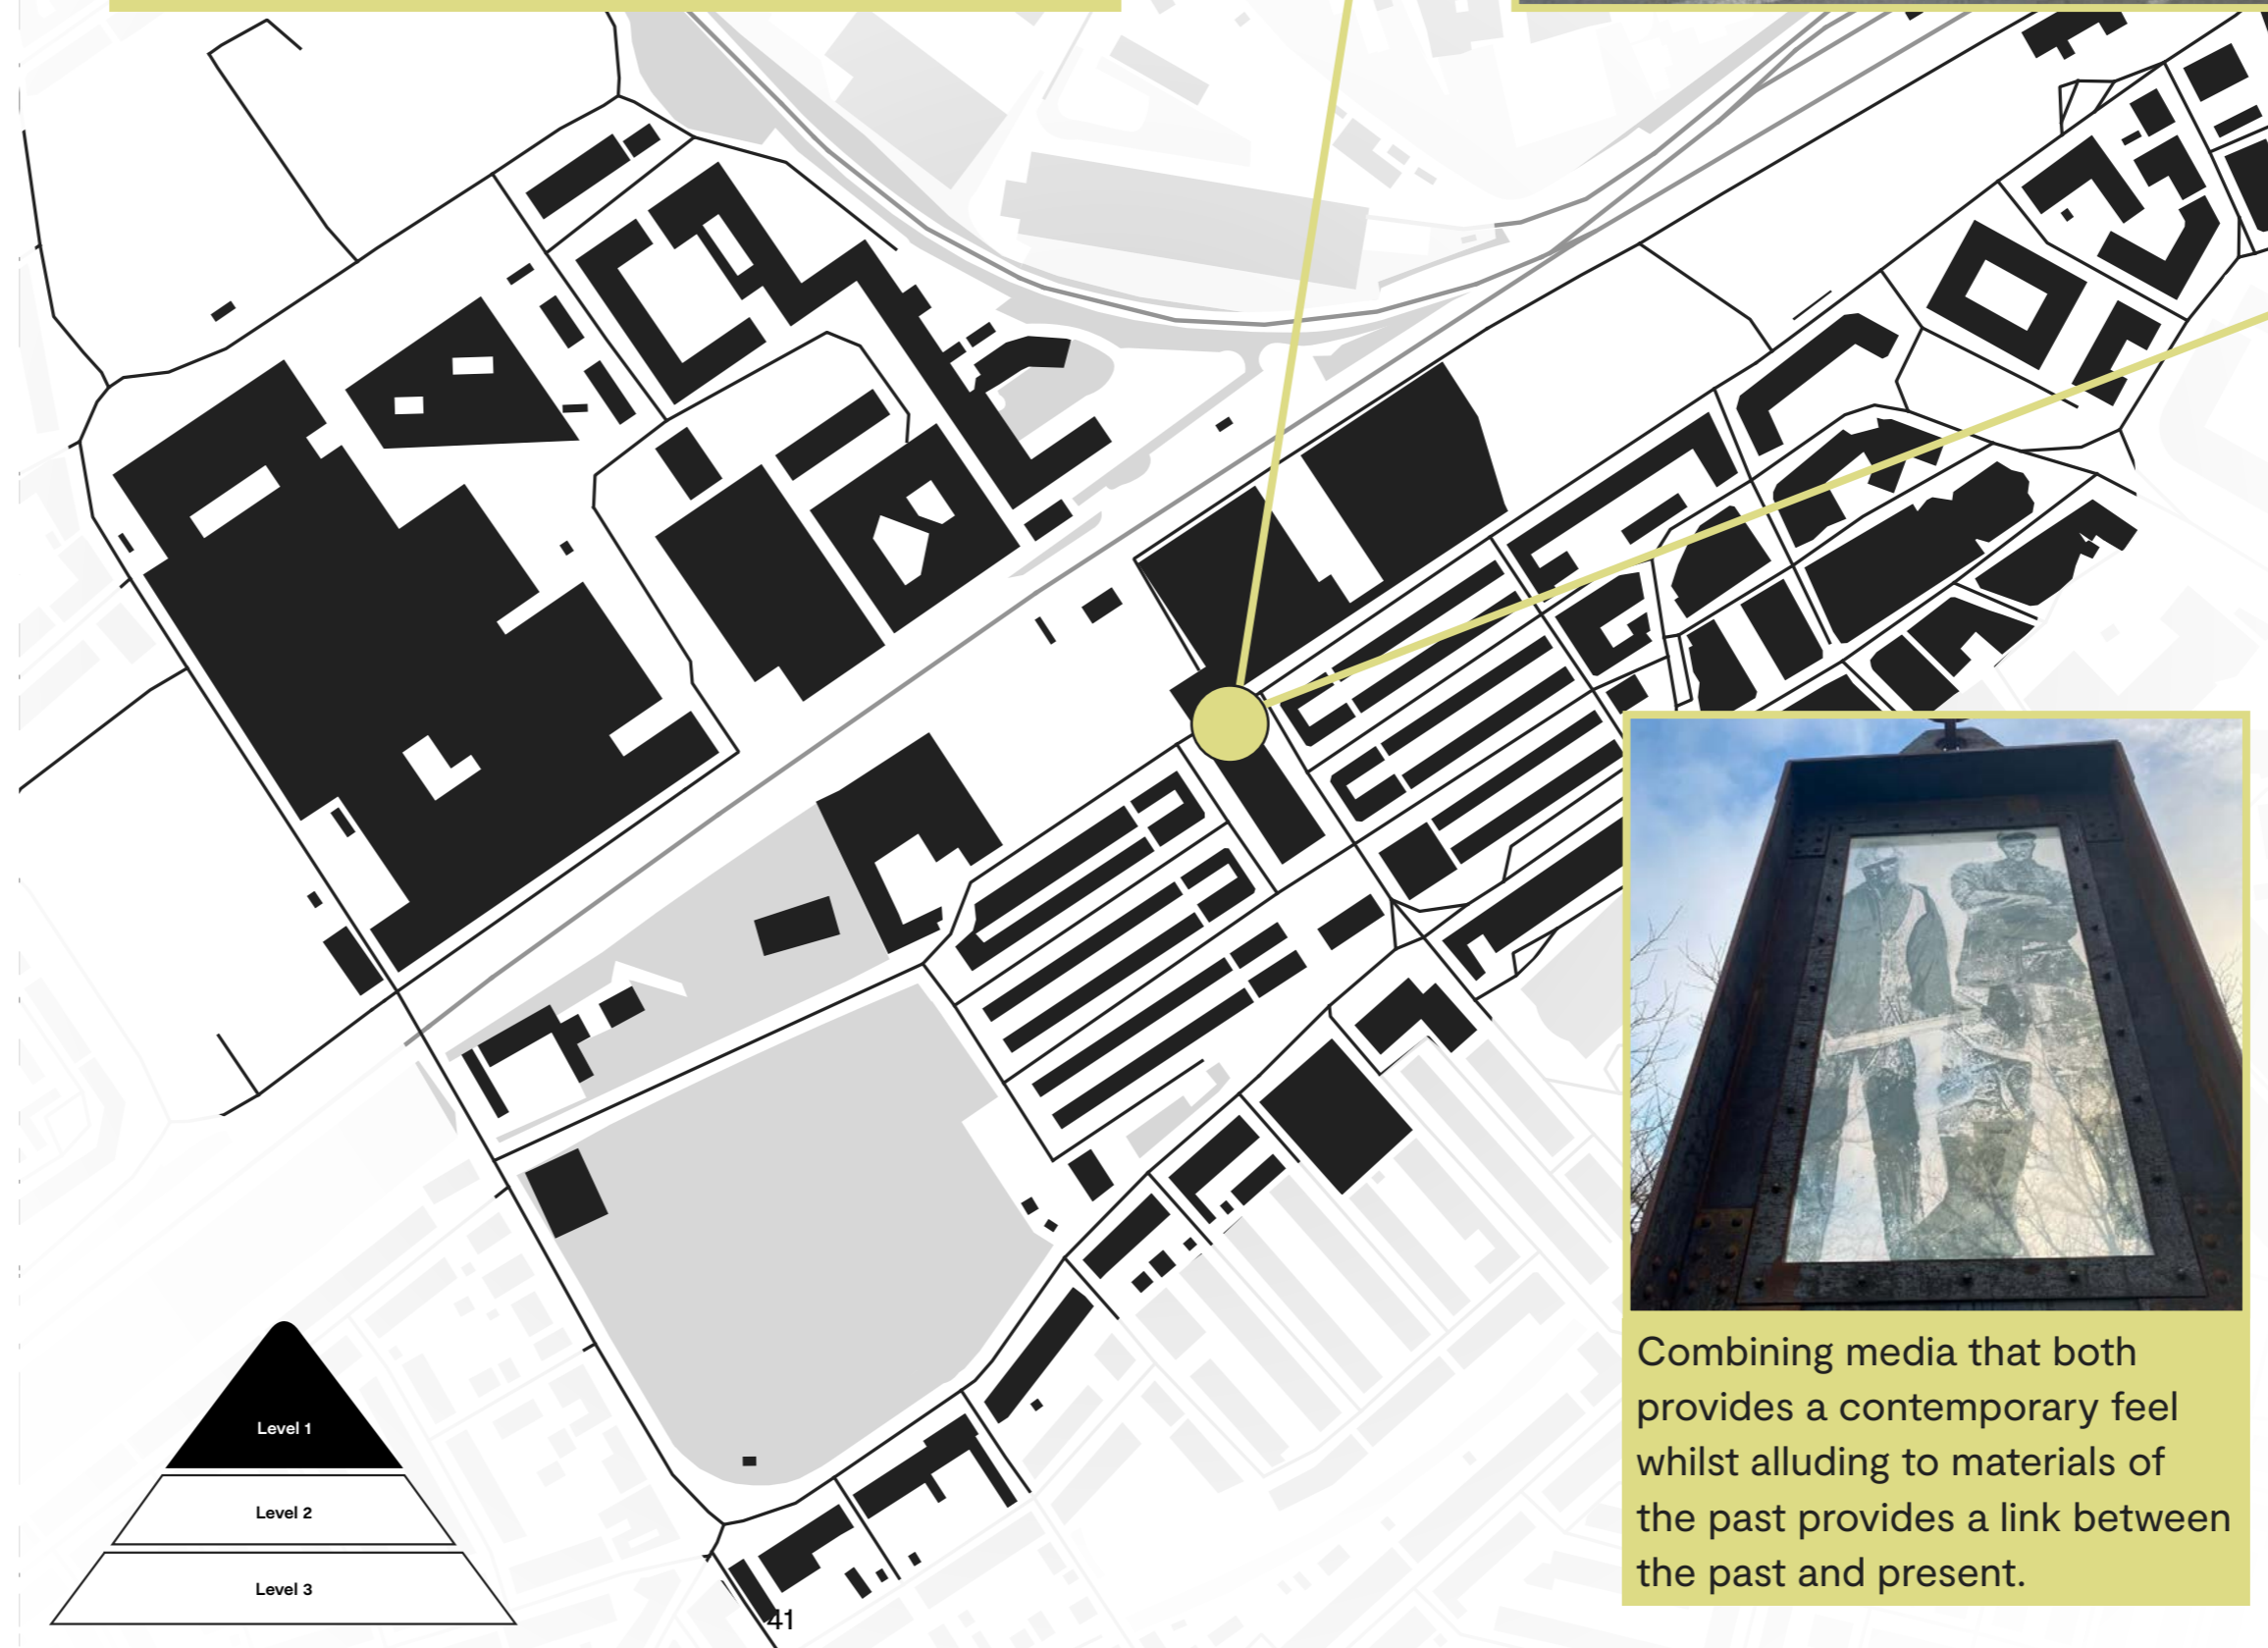 Level 1
Level 2
Level 3
41
Combining media that both
provides a contemporary feel
whilst alluding to materials of
the past provides a link between
the past and present.